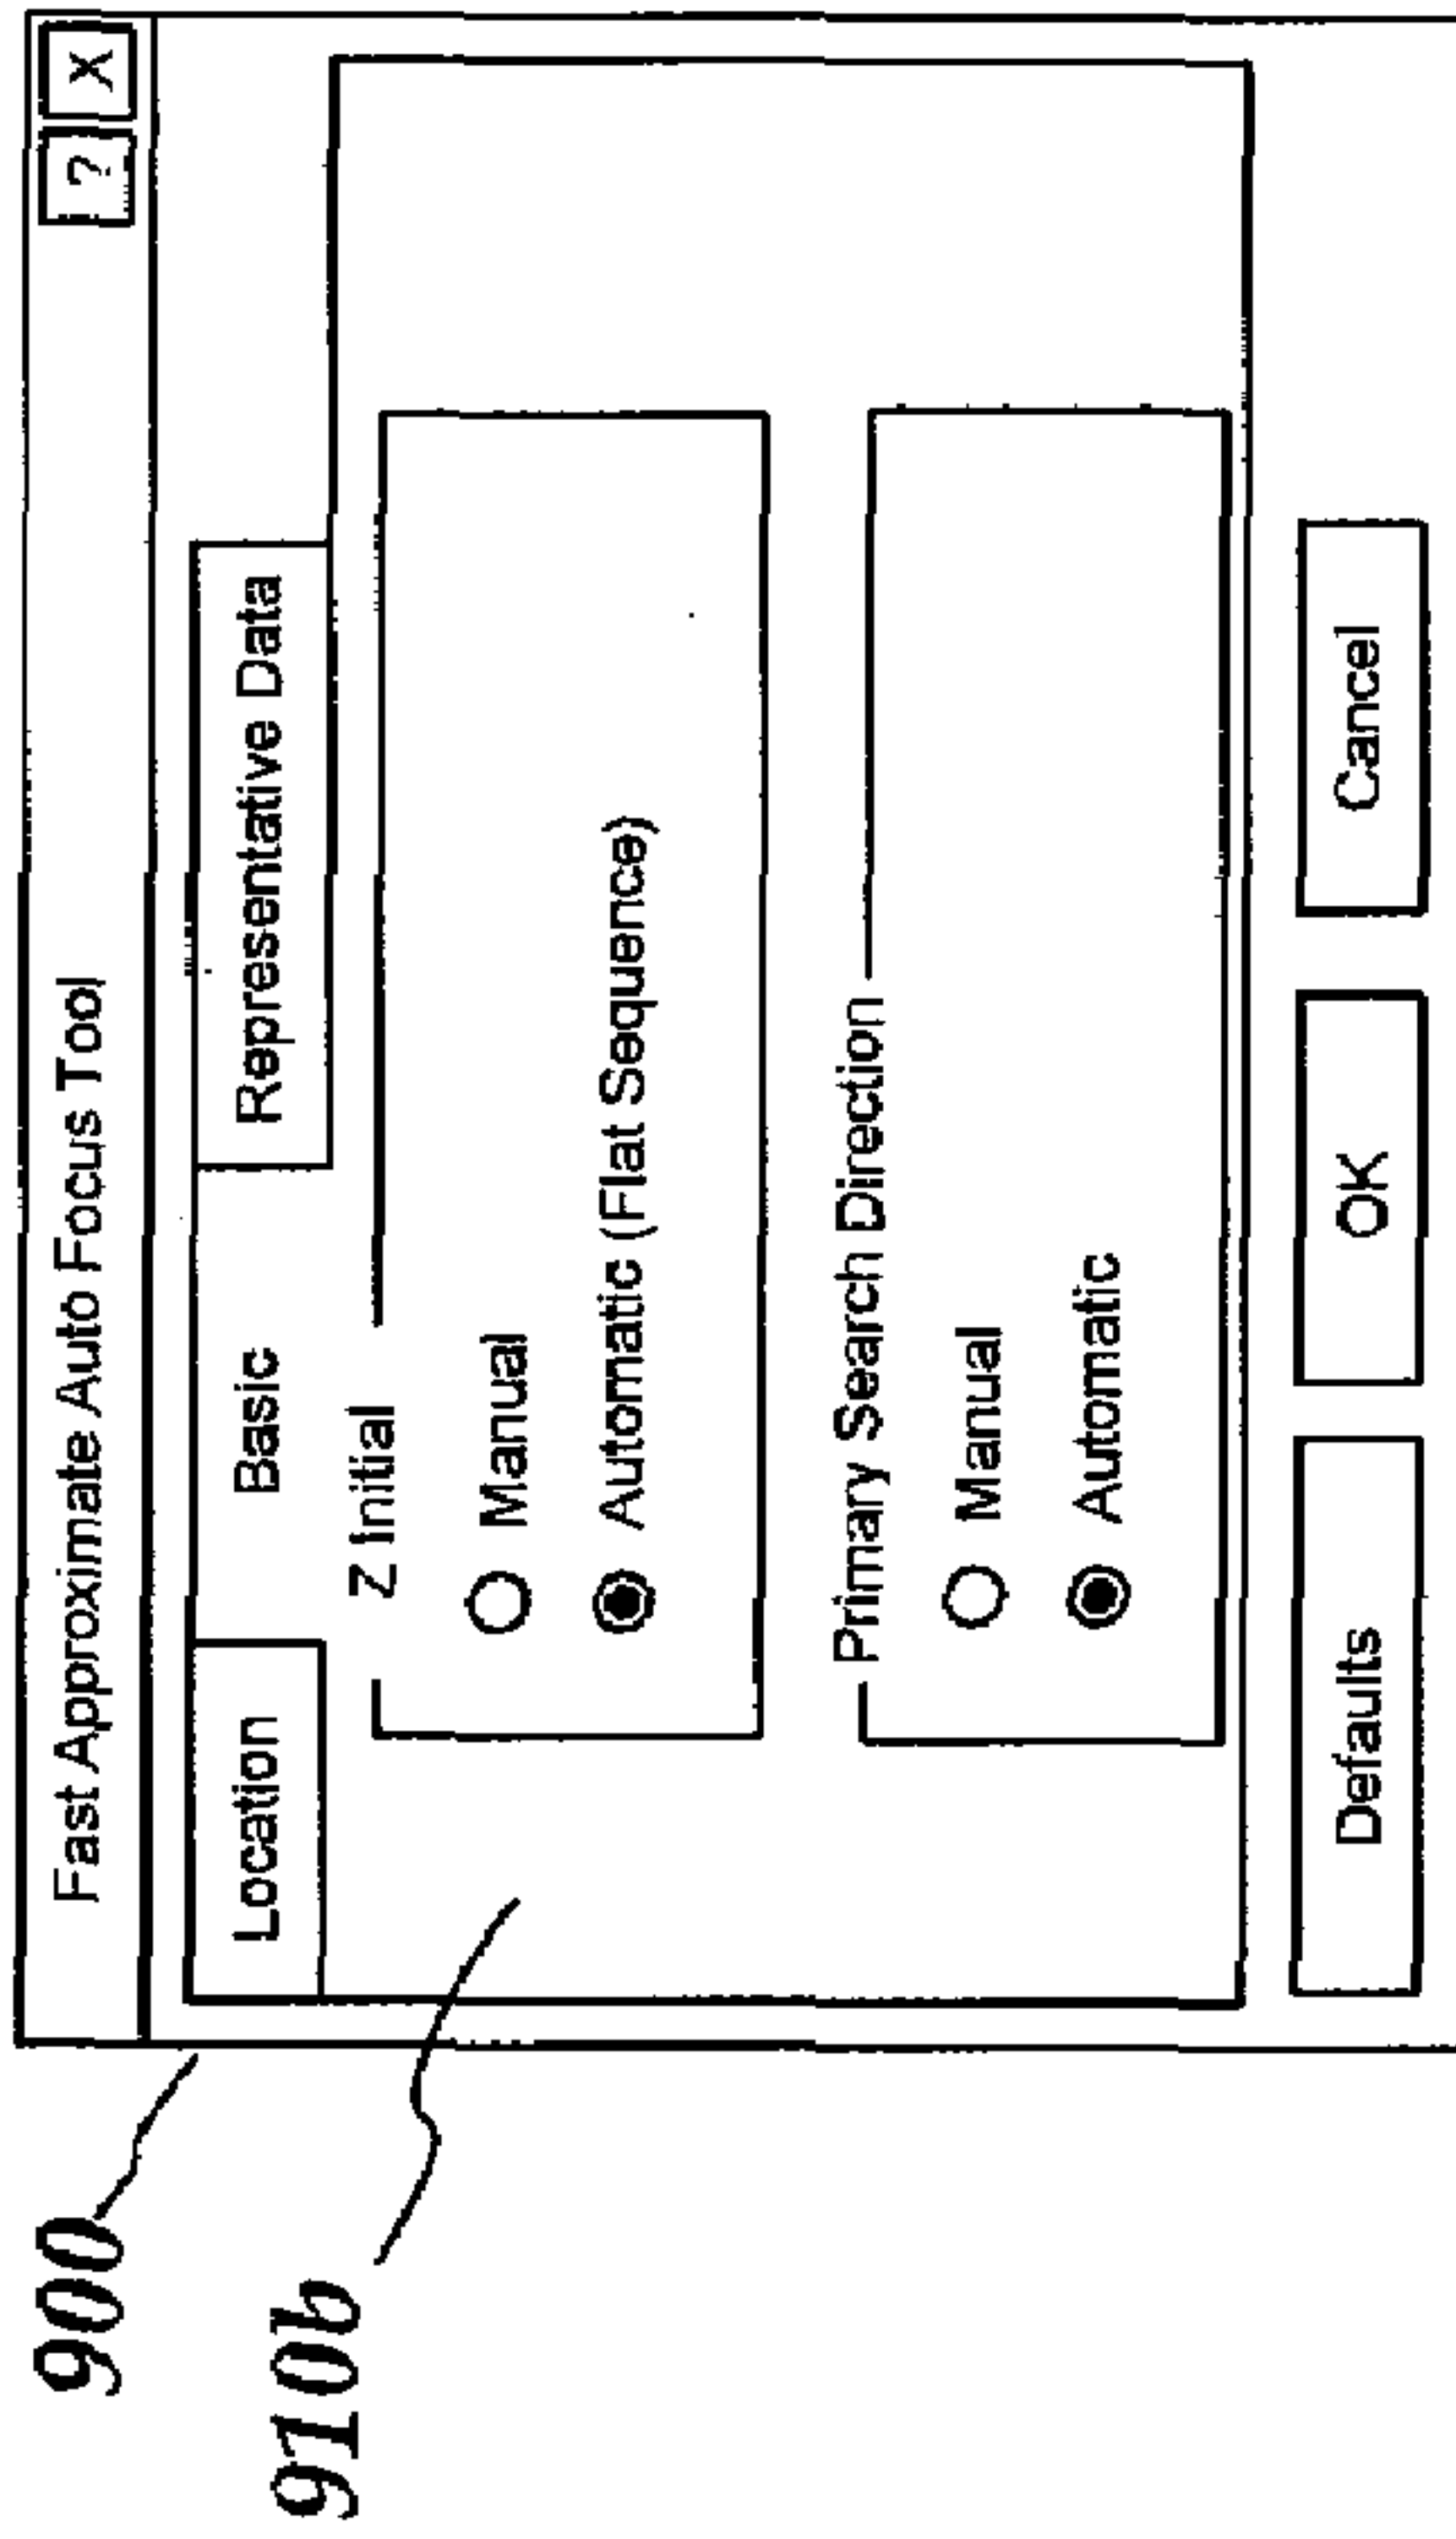 900
Fast Approximate Auto Focus Tool ? X
910b
Location Basic Representative Data
Z Initial
Manual
Automatic (Flat Sequence)
Primary Search Direction
Manual
Automatic
Defaults OK Cancel